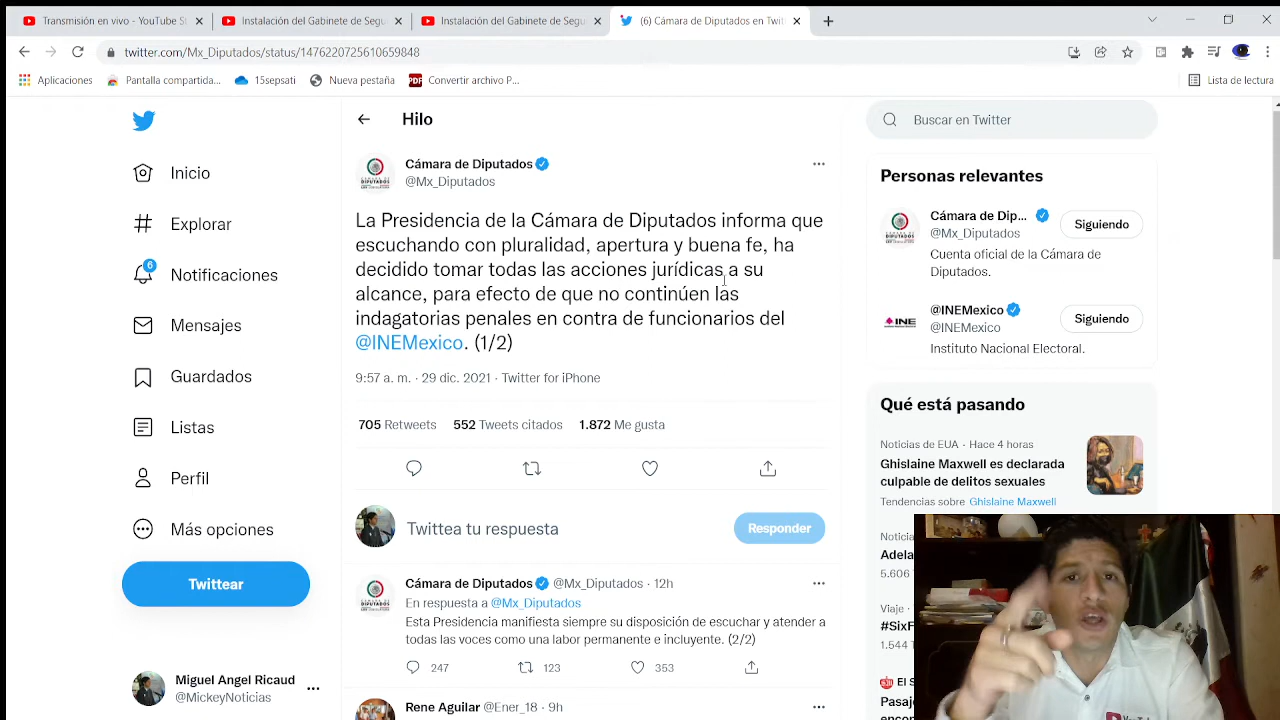 Transmisión en vivo - YouTube St
Instalación del Gabinete de Segu
Instalación del Gabinete de Segu
(6) Cámara de Diputados en Twit
twitter.com/Mx_Diputados/status/1476220725610659848
Aplicaciones
Pantalla compartida...
15sepsati
Nueva pestaña
PDF
Convertir archivo P...
Lista de lectura
Inicio
Explorar
6
Notificaciones
Mensajes
Guardados
Listas
Perfil
Más opciones
Twittear
Miguel Angel Ricaud
@MickeyNoticias
Hilo
Cámara de Diputados
@Mx_Diputados
La Presidencia de la Cámara de Diputados informa que
escuchando con pluralidad, apertura y buena fe, ha
decidido tomar todas las acciones jurídicas a su
alcance, para efecto de que no continúen las
indagatorias penales en contra de funcionarios del
@INEMexico. (1/2)
9:57 a. m. · 29 dic. 2021 · Twitter for iPhone
705 Retweets 552 Tweets citados 1.872 Me gusta
Twittea tu respuesta
Responder
Cámara de Diputados @Mx_Diputados · 12h
En respuesta a @Mx_Diputados
Esta Presidencia manifiesta siempre su disposición de escuchar y atender a
todas las voces como una labor permanente e incluyente. (2/2)
247 123 353
Rene Aguilar @Ener_18 · 9h
Buscar en Twitter
Personas relevantes
Cámara de Dip...
@Mx_Diputados
Siguiendo
Cuenta oficial de la Cámara de
Diputados.
INE
@INEMexico
@INEMexico
Siguiendo
Instituto Nacional Electoral.
Qué está pasando
Noticias de EUA · Hace 4 horas
Ghislaine Maxwell es declarada
culpable de delitos sexuales
Tendencias sobre Ghislaine Maxwell
5.606
Viaje ·
1.544